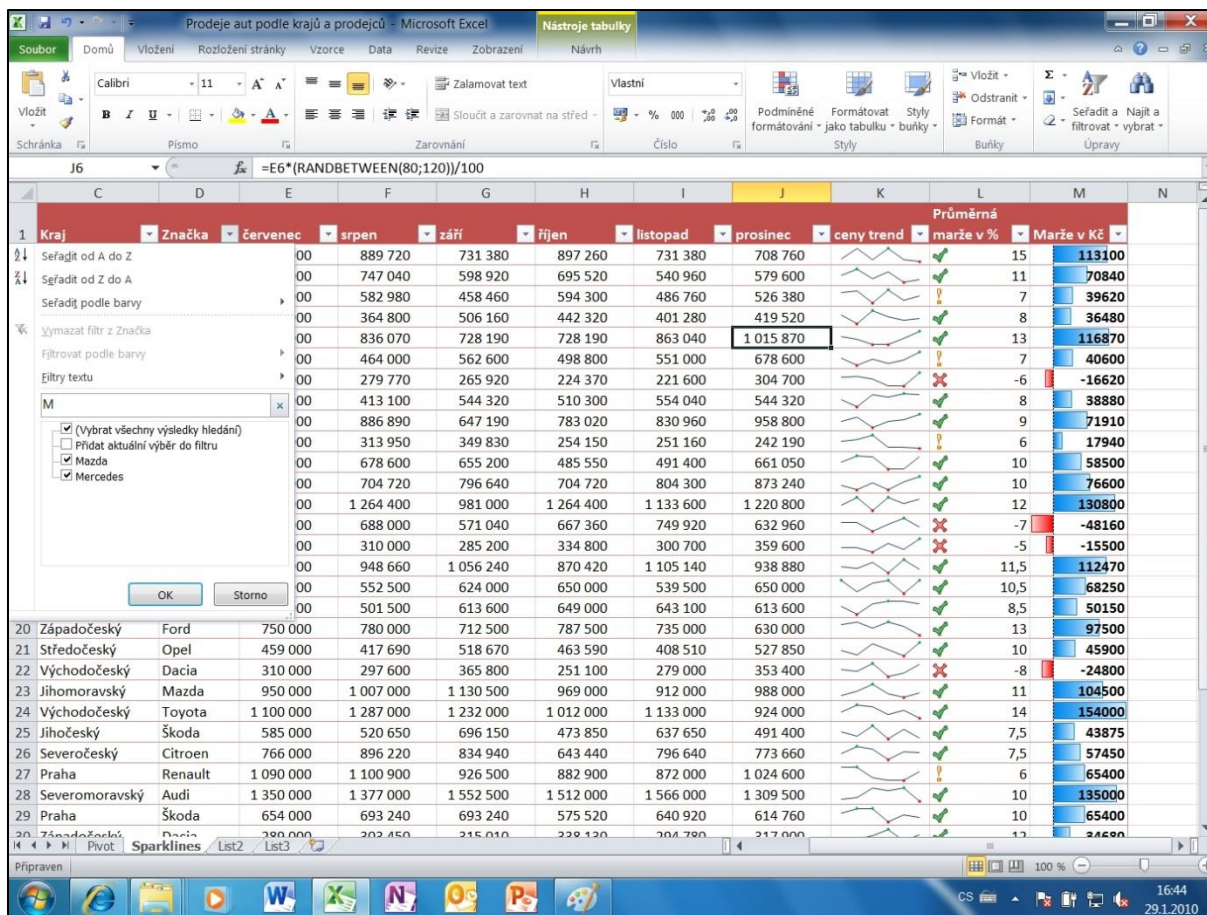 Prodeje aut podle krajů a prodejců - Microsoft Excel
Nástroje tabulky
Soubor Domů Vložení Rozložení stránky Vzorce Data Revize Zobrazení Návrh
Calibri 11 Zalamovat text Vlastní Vložit
Vložit Podmíněné formátování Formátovat jako tabulku Styly buňky Odstranit Seřadit a filtrovat Najít a vybrat
B I U A Sloučit a zarovnat na střed % 000 Formát
Schránka Písmo Zarovnání Číslo Styly Buňky Úpravy
J6 fx =E6*(RANDBETWEEN(80;120))/100
C D E F G H I J K L M N
Průměrná
1 Kraj Značka červenec srpen září říjen listopad prosinec ceny trend marže v % Marže v Kč
Seřadit od A do Z
Seřadit od Z do A
Seřadit podle barvy
Vymazat filtr z Značka
Filtrovat podle barvy
Filtry textu
M
(Vybrat všechny výsledky hledání)
Přidat aktuální výběr do filtru
Mazda
Mercedes
OK Storno
00 889 720 731 380 897 260 731 380 708 760 15 113100
00 747 040 598 920 695 520 540 960 579 600 11 70840
00 582 980 458 460 594 300 486 760 526 380 7 39620
00 364 800 506 160 442 320 401 280 419 520 8 36480
00 836 070 728 190 728 190 863 040 1 015 870 13 116870
00 464 000 562 600 498 800 551 000 678 600 7 40600
00 279 770 265 920 224 370 221 600 304 700 -6 -16620
00 413 100 544 320 510 300 554 040 544 320 8 38880
00 886 890 647 190 783 020 830 960 958 800 9 71910
00 313 950 349 830 254 150 251 160 242 190 6 17940
00 678 600 655 200 485 550 491 400 661 050 10 58500
00 704 720 796 640 704 720 804 300 873 240 10 76600
00 1 264 400 981 000 1 264 400 1 133 600 1 220 800 12 130800
00 688 000 571 040 667 360 749 920 632 960 -7 -48160
00 310 000 285 200 334 800 300 700 359 600 -5 -15500
00 948 660 1 056 240 870 420 1 105 140 938 880 11,5 112470
00 552 500 624 000 650 000 539 500 650 000 10,5 68250
00 501 500 613 600 649 000 643 100 613 600 8,5 50150
20 Západočeský Ford 750 000 780 000 712 500 787 500 735 000 630 000 13 97500
21 Středočeský Opel 459 000 417 690 518 670 463 590 408 510 527 850 10 45900
22 Východočeský Dacia 310 000 297 600 365 800 251 100 279 000 353 400 -8 -24800
23 Jihomoravský Mazda 950 000 1 007 000 1 130 500 969 000 912 000 988 000 11 104500
24 Východočeský Toyota 1 100 000 1 287 000 1 232 000 1 012 000 1 133 000 924 000 14 154000
25 Jihočeský Škoda 585 000 520 650 696 150 473 850 637 650 491 400 7,5 43875
26 Severočeský Citroen 766 000 896 220 834 940 643 440 796 640 773 660 7,5 57450
27 Praha Renault 1 090 000 1 100 900 926 500 882 900 872 000 1 024 600 6 65400
28 Severomoravský Audi 1 350 000 1 377 000 1 552 500 1 512 000 1 566 000 1 309 500 10 135000
29 Praha Škoda 654 000 693 240 693 240 575 520 640 920 614 760 10 65400
30 Západočeský Dacia 289 000 303 450 315 010 338 130 294 780 317 900 12 34680
Pivot Sparklines List2 List3
Připraven 100 %
CS 16:44
29.1.2010